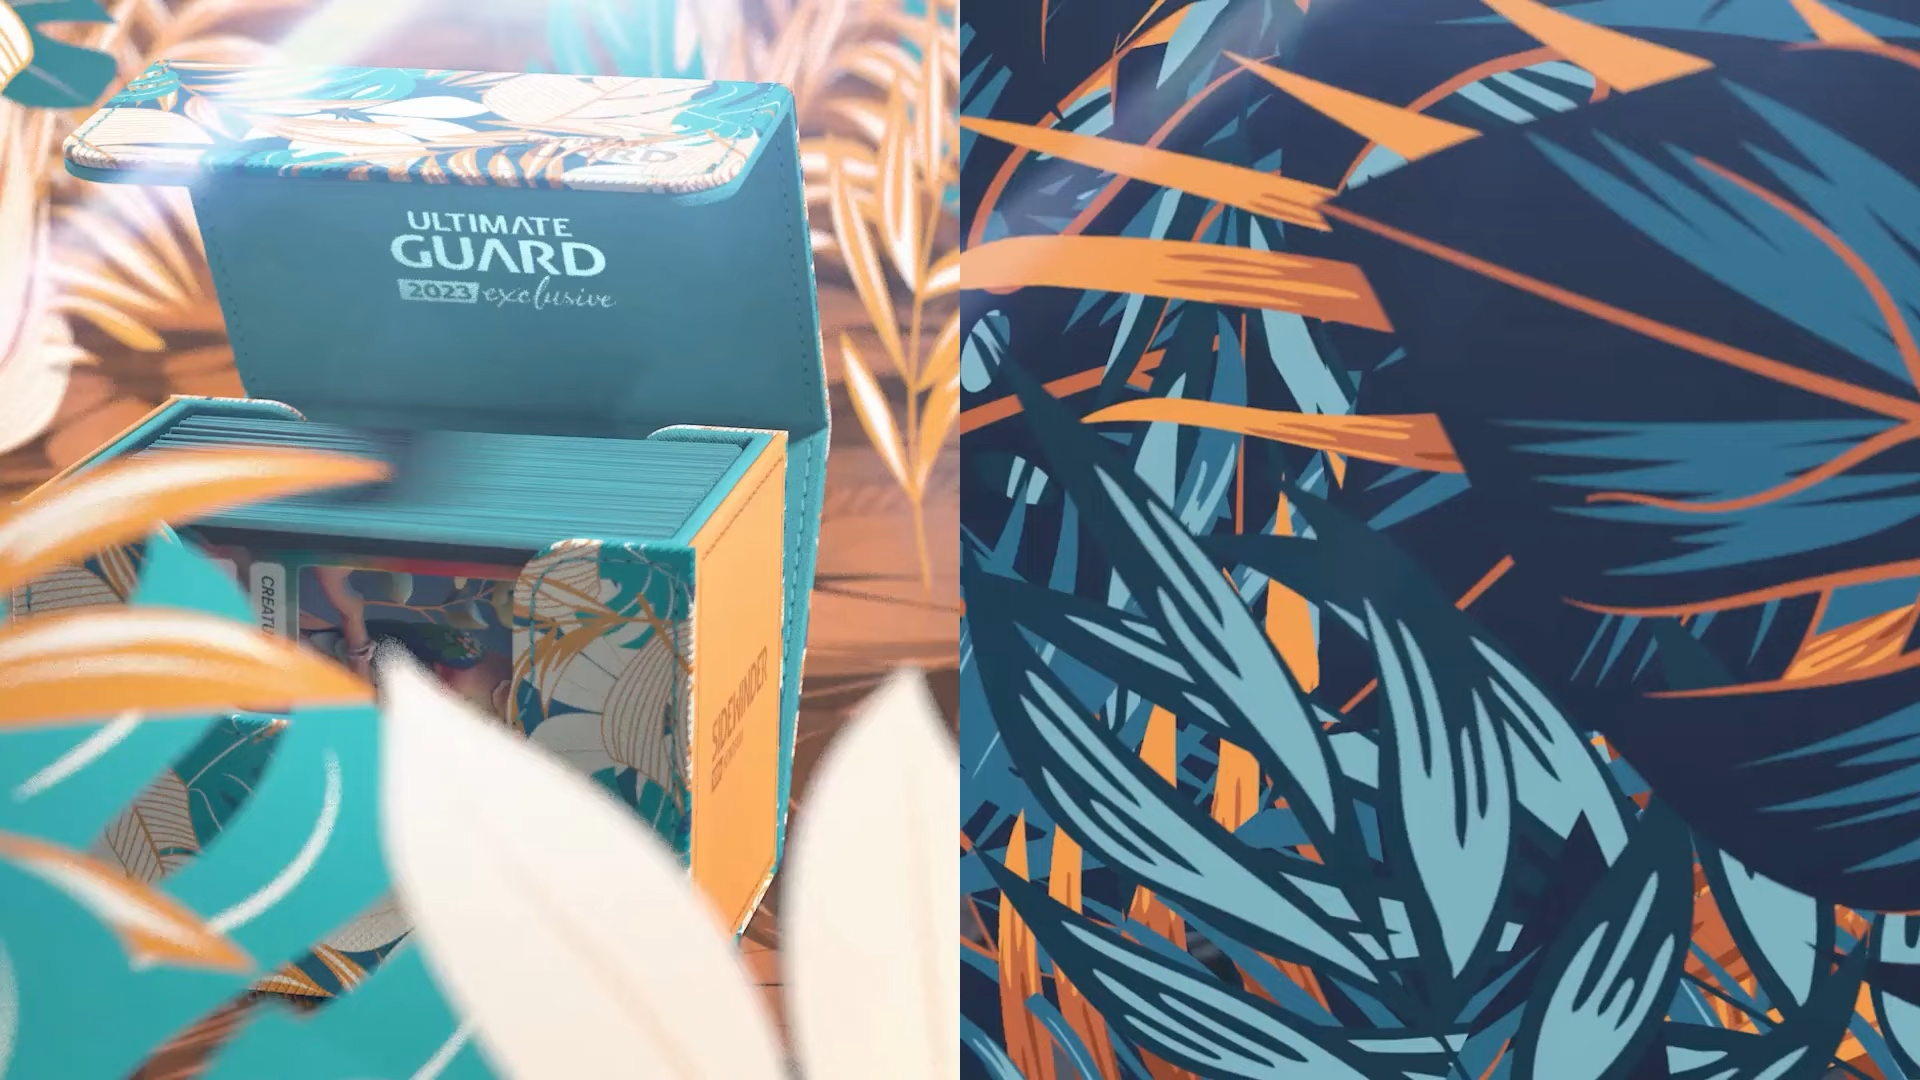 ULTIMATE
GUARD
2023 exclusive
CREATU
SIDEWINDER